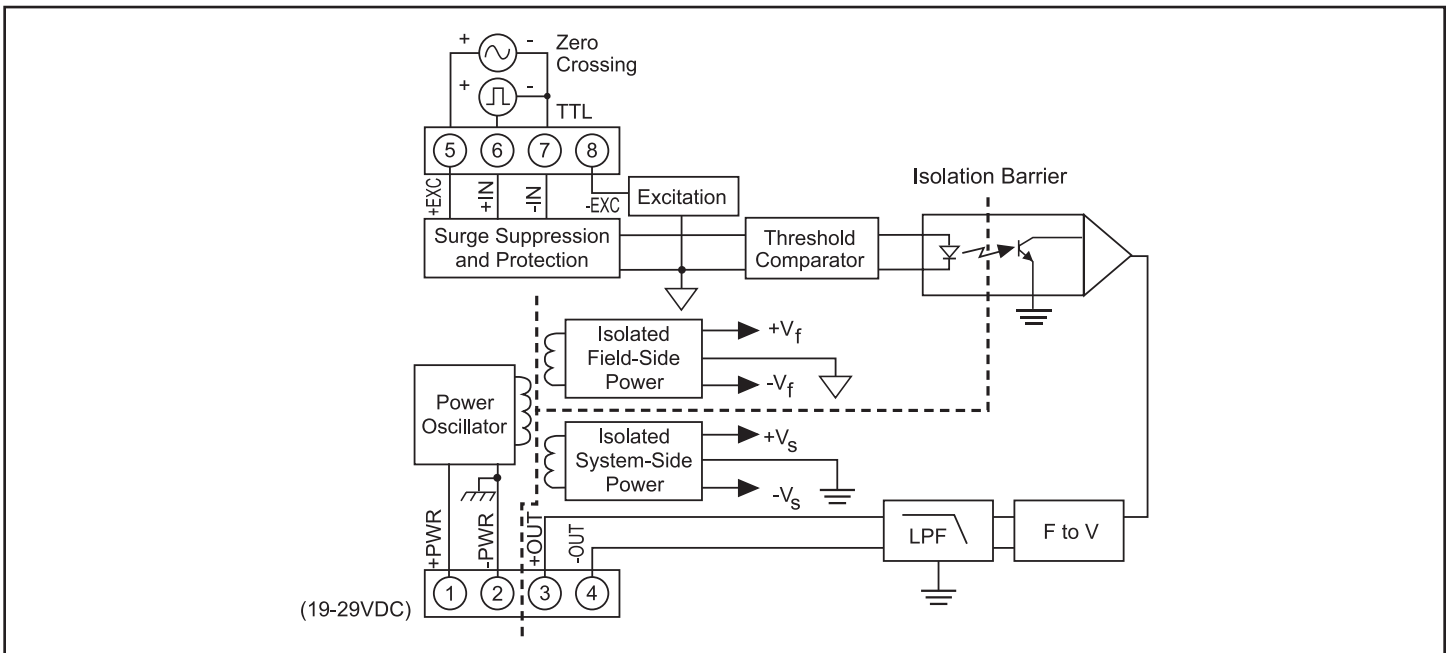 + - Zero
Crossing
+ -
TTL
5 6 7 8
+EXC +IN -IN -EXC
Excitation
Isolation Barrier
Surge Suppression
and Protection
Threshold
Comparator
Isolated
Field-Side
Power
+Vf
-Vf
Power
Oscillator
Isolated
System-Side
Power
+Vs
-Vs
+PWR -PWR +OUT -OUT
LPF
F to V
1 2 3 4
(19-29VDC)